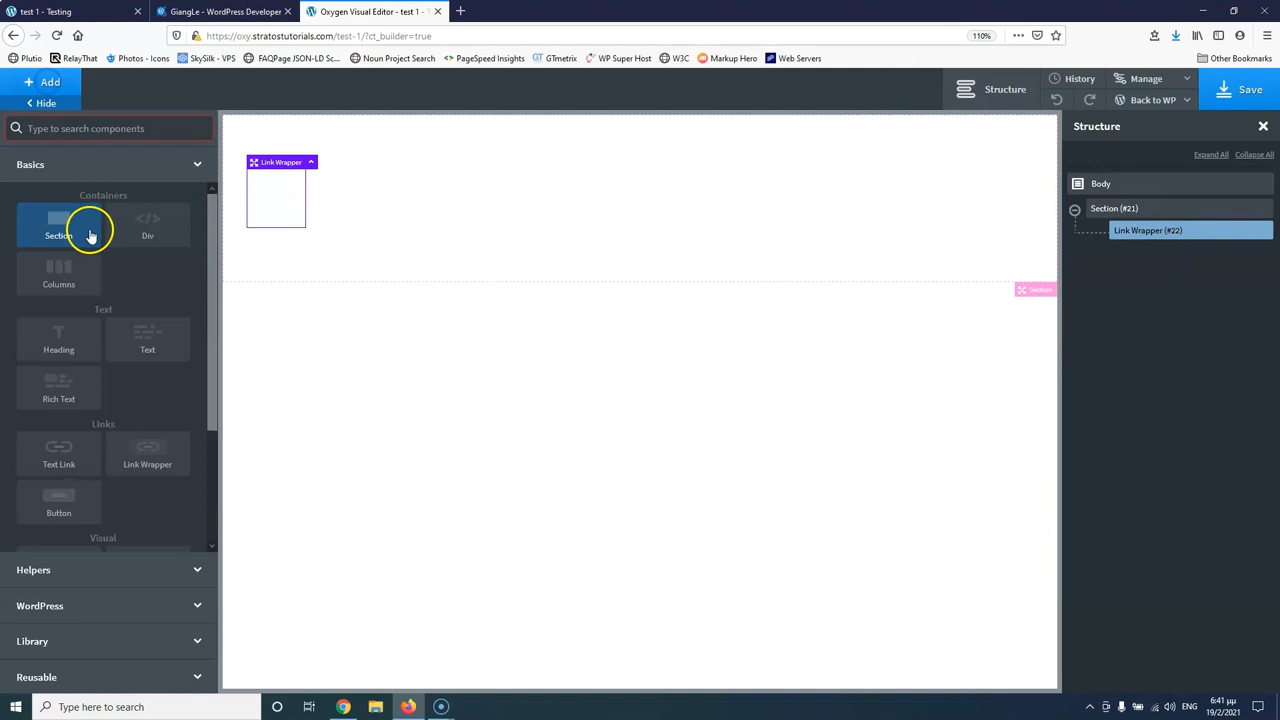 test 1 - Testing
GiangLe - WordPress Developer
Oxygen Visual Editor - test 1 -
https://oxy.stratostutorials.com/test-1/?ct_builder=true
110%
Plutio
RelayThat
Photos - Icons
SkySilk - VPS
FAQPage JSON-LD Sc...
Noun Project Search
PageSpeed Insights
GTmetrix
WP Super Host
W3C
Markup Hero
Web Servers
Other Bookmarks
+ Add
Hide
Structure
History
Manage
Back to WP
Save
Type to search components
Basics
Containers
Section
Div
Columns
Text
Heading
Text
Rich Text
Links
Text Link
Link Wrapper
Button
Visual
Helpers
WordPress
Library
Reusable
Link Wrapper
Section
Structure
Expand All
Collapse All
Body
Section (#21)
Link Wrapper (#22)
Type here to search
6:41 μμ
19/2/2021